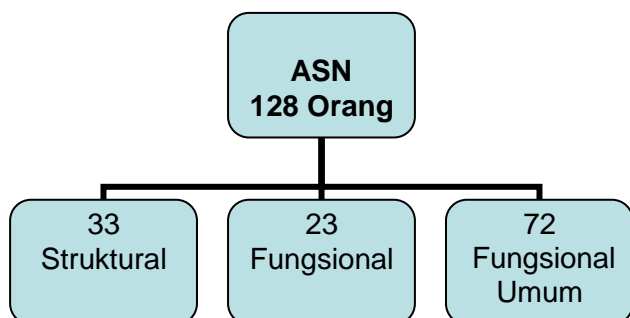 ASN
128 Orang
33
Struktural
23
Fungsional
72
Fungsional
Umum